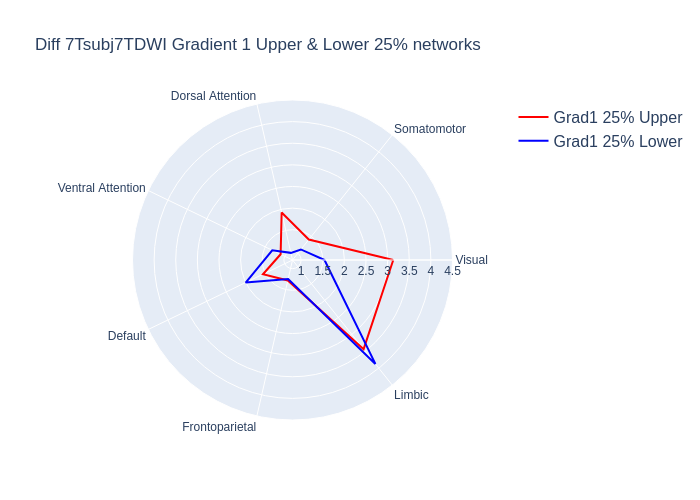 Diff 7Tsubj7TDWI Gradient 1 Upper & Lower 25% networks
Dorsal Attention
Somatomotor
Grad1 25% Upper
Grad1 25% Lower
Ventral Attention
Visual
1 1.5 2 2.5 3 3.5 4 4.5
Default
Limbic
Frontoparietal